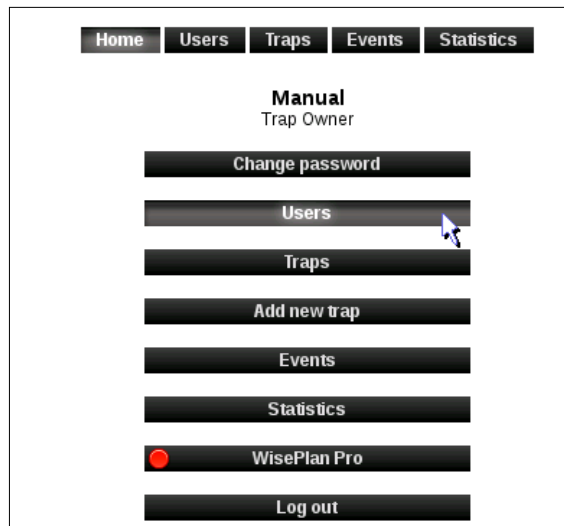 Home Users Traps Events Statistics
Manual
Trap Owner
Change password
Users
Traps
Add new trap
Events
Statistics
WisePlan Pro
Log out